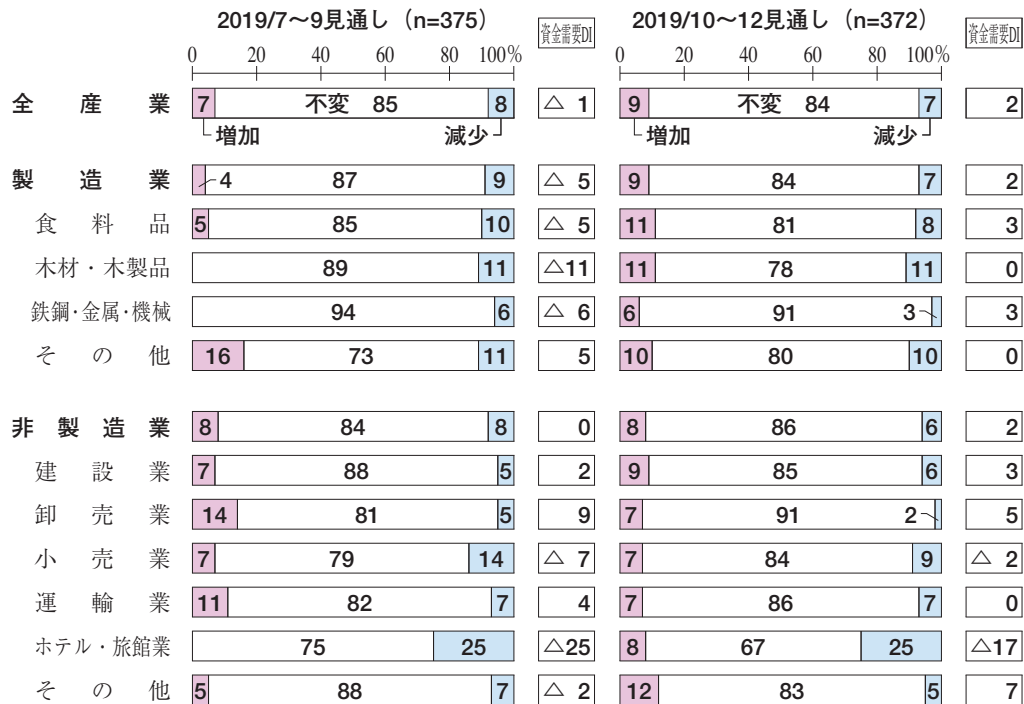 2019/7～9見通し（n=375） 資金需要DI 2019/10～12見通し（n=372） 資金需要DI
0 20 40 60 80 100% 0 20 40 60 80 100%
全産業 7 不変 85 8 △ 1 9 不変 84 7 2
増加 減少 増加 減少
製造業 4 87 9 △ 5 9 84 7 2
食料品 5 85 10 △ 5 11 81 8 3
木材・木製品 89 11 △11 11 78 11 0
鉄鋼・金属・機械 94 6 △ 6 6 91 3 3
その他 16 73 11 5 10 80 10 0
非製造業 8 84 8 0 8 86 6 2
建設業 7 88 5 2 9 85 6 3
卸売業 14 81 5 9 7 91 2 5
小売業 7 79 14 △ 7 7 84 9 △ 2
運輸業 11 82 7 4 7 86 7 0
ホテル・旅館業 75 25 △25 8 67 25 △17
その他 5 88 7 △ 2 12 83 5 7